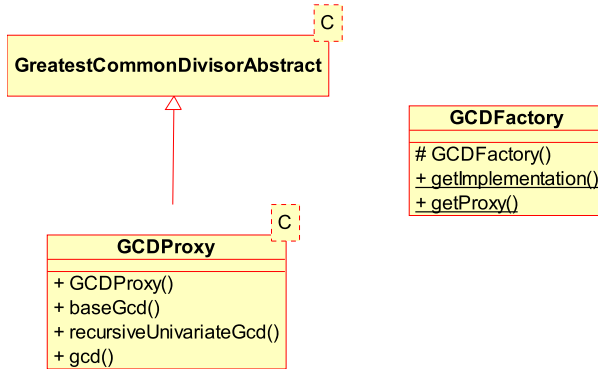 C
GreatestCommonDivisorAbstract
GCDFactory
# GCDFactory()
+ getImplementation()
+ getProxy()
C
GCDProxy
+ GCDProxy()
+ baseGcd()
+ recursiveUnivariateGcd()
+ gcd()